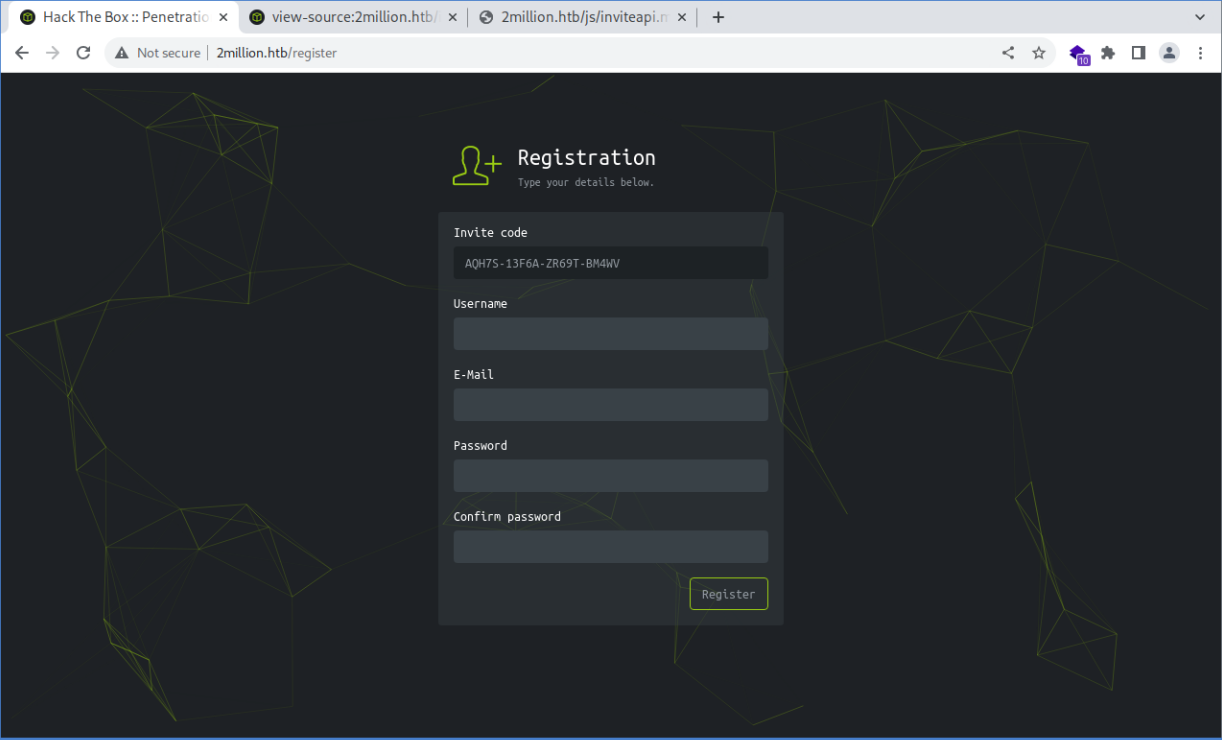 Hack The Box :: Penetratio
view-source:2million.htb/
2million.htb/js/inviteapi.m
Not secure
2million.htb/register
10
Registration
Type your details below.
Invite code
AQH7S-13F6A-ZR69T-BM4WV
Username
E-Mail
Password
Confirm password
Register